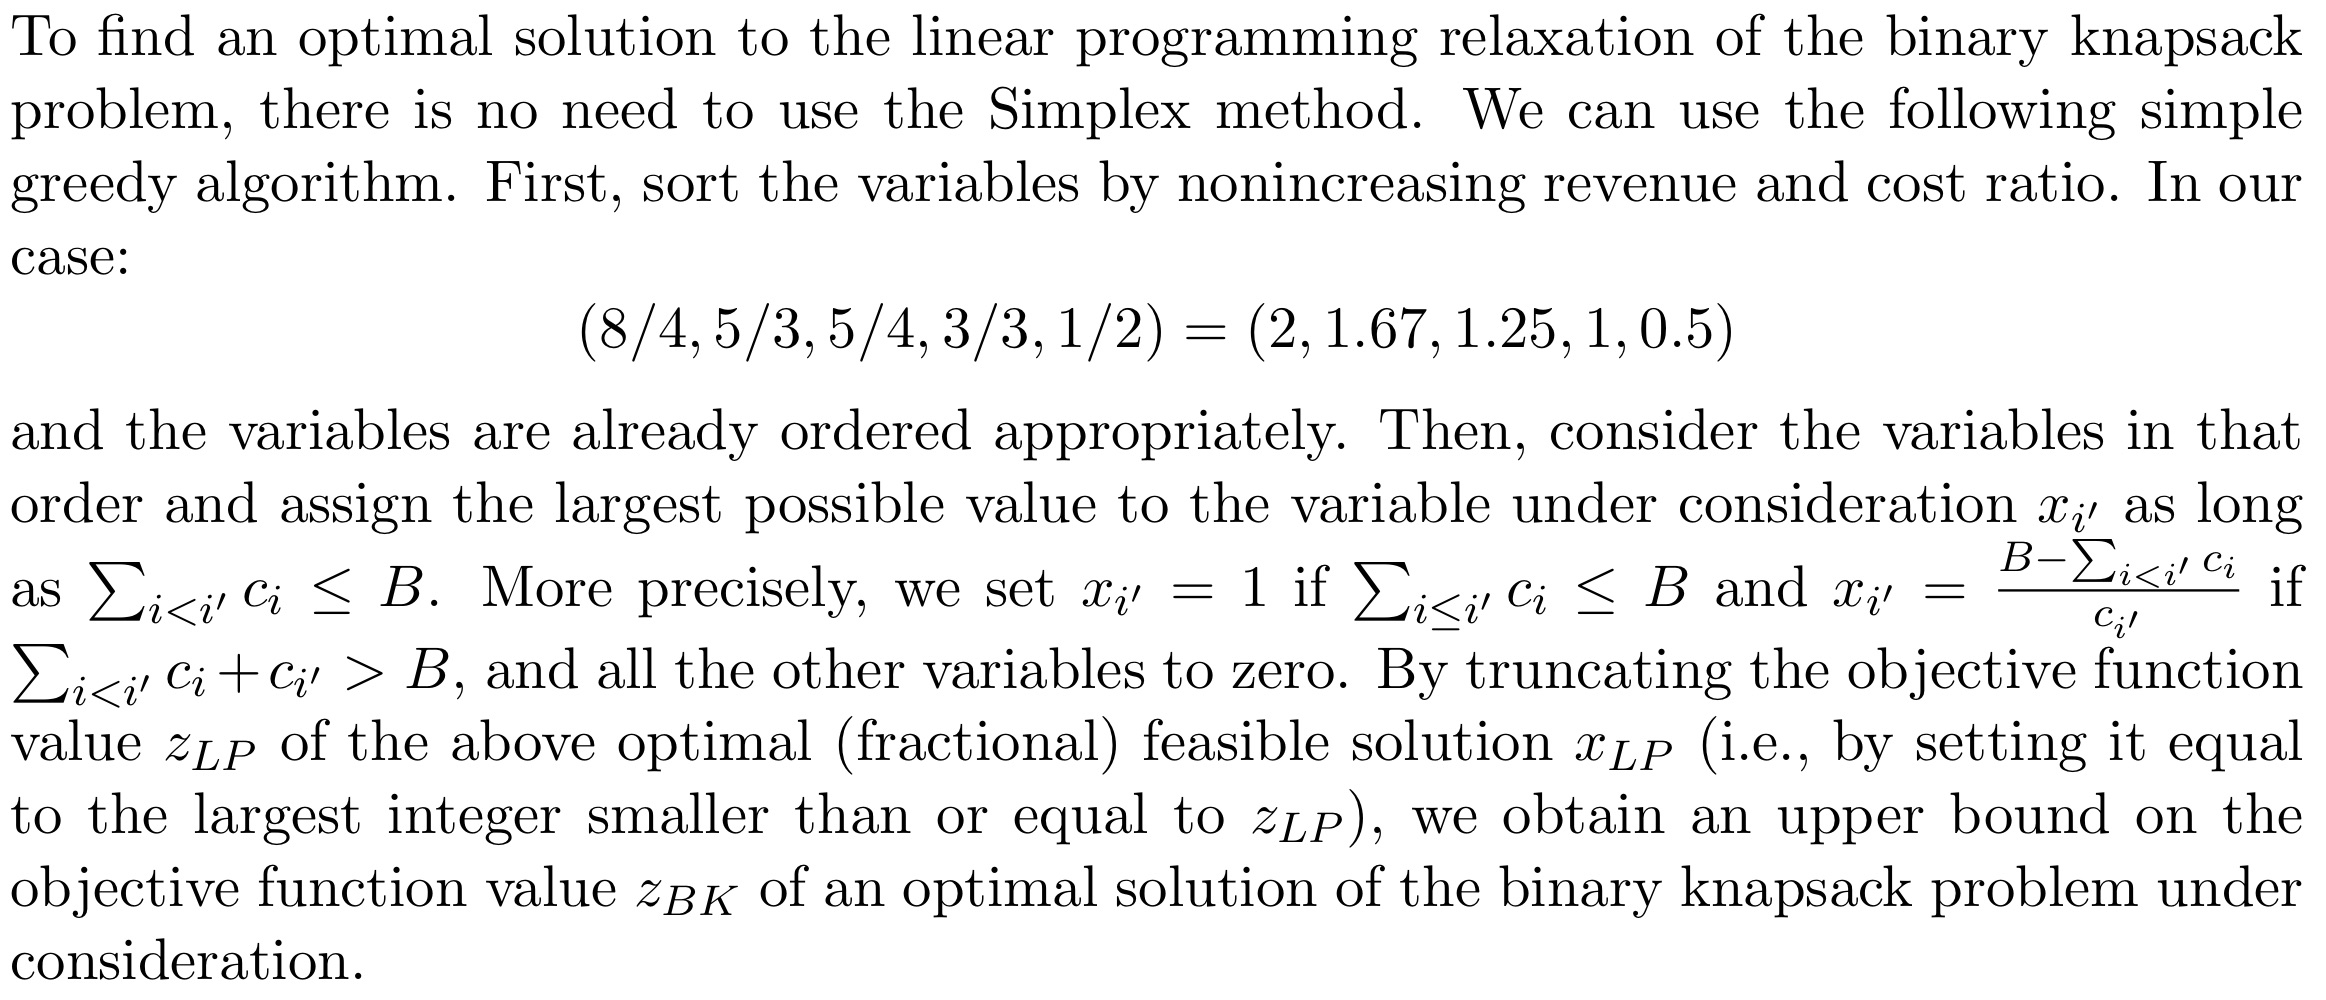 To find an optimal solution to the linear programming relaxation of the binary knapsack
problem, there is no need to use the Simplex method. We can use the following simple
greedy algorithm. First, sort the variables by nonincreasing revenue and cost ratio. In our
case:
(8/4, 5/3, 5/4, 3/3, 1/2) = (2, 1.67, 1.25, 1, 0.5)
and the variables are already ordered appropriately. Then, consider the variables in that
order and assign the largest possible value to the variable under consideration $x_{i'}$ as long
as $\sum_{i<i'} c_i \leq B$. More precisely, we set $x_{i'} = 1$ if $\sum_{i \leq i'} c_i \leq B$ and $x_{i'} = \frac{B - \sum_{i<i'} c_i}{c_{i'}}$ if
$\sum_{i<i'} c_i + c_{i'} > B$, and all the other variables to zero. By truncating the objective function
value $z_{LP}$ of the above optimal (fractional) feasible solution $x_{LP}$ (i.e., by setting it equal
to the largest integer smaller than or equal to $z_{LP}$), we obtain an upper bound on the
objective function value $z_{BK}$ of an optimal solution of the binary knapsack problem under
consideration.